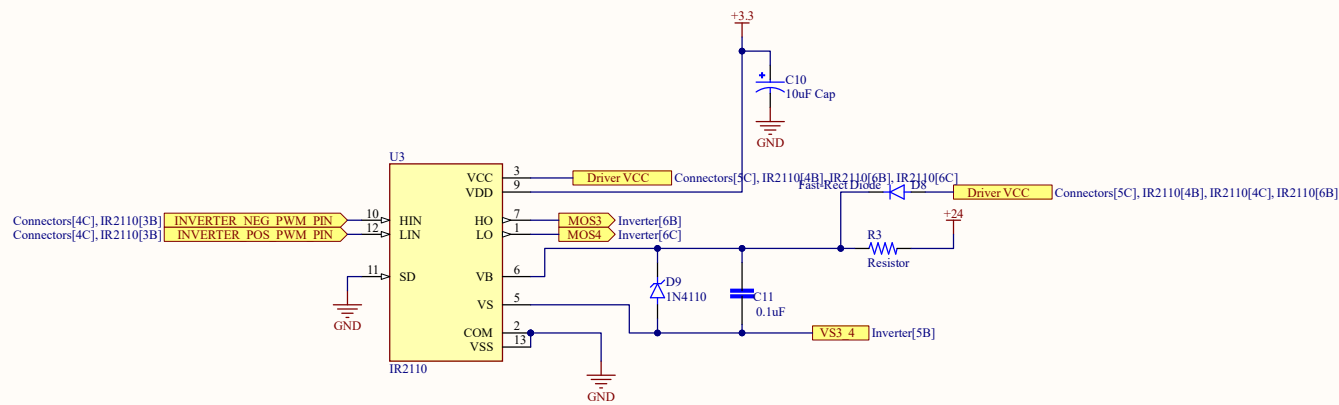 +3.3
C10
10uF Cap
GND
U3
VCC 3 Driver VCC Connectors[5C], IR2110[4B], IR2110[6B], IR2110[6C]
VDD 9
Fast-Rect Diode D8 Driver VCC Connectors[5C], IR2110[4B], IR2110[4C], IR2110[6B]
Connectors[4C], IR2110[3B] INVERTER_NEG_PWM_PIN 10 HIN HO 7 MOS3 Inverter[6B]
+24
Connectors[4C], IR2110[3B] INVERTER_POS_PWM_PIN 12 LIN LO 1 MOS4 Inverter[6C]
R3
Resistor
11 SD VB 6
D9
1N4110
C11
0.1uF
VS 5
GND
COM 2 VS3_4 Inverter[5B]
VSS 13
IR2110
GND